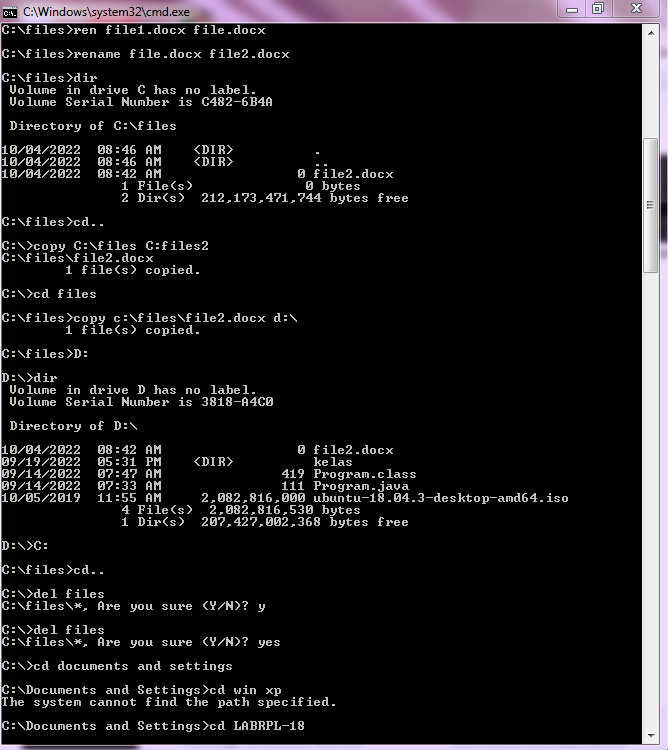 C:\Windows\system32\cmd.exe
C:\files>ren file1.docx file.docx
C:\files>rename file.docx file2.docx
C:\files>dir
Volume in drive C has no label.
Volume Serial Number is C482-6B4A
Directory of C:\files
10/04/2022  08:46 AM    <DIR>          .
10/04/2022  08:46 AM    <DIR>          ..
10/04/2022  08:42 AM                 0 file2.docx
1 File(s)              0 bytes
2 Dir(s)  212,173,471,744 bytes free
C:\files>cd..
C:\>copy C:\files C:files2
C:\files\file2.docx
1 file(s) copied.
C:\>cd files
C:\files>copy c:\files\file2.docx d:\
1 file(s) copied.
C:\files>D:
D:\>dir
Volume in drive D has no label.
Volume Serial Number is 3818-A4C0
Directory of D:\
10/04/2022  08:42 AM                 0 file2.docx
09/19/2022  05:31 PM    <DIR>          kelas
09/14/2022  07:47 AM               419 Program.class
09/14/2022  07:33 AM               111 Program.java
10/05/2019  11:55 AM     2,082,816,000 ubuntu-18.04.3-desktop-amd64.iso
4 File(s)  2,082,816,530 bytes
1 Dir(s)  207,427,002,368 bytes free
D:\>C:
C:\files>cd..
C:\>del files
C:\files\*, Are you sure (Y/N)? y
C:\>del files
C:\files\*, Are you sure (Y/N)? yes
C:\>cd documents and settings
C:\Documents and Settings>cd win xp
The system cannot find the path specified.
C:\Documents and Settings>cd LABRPL-18